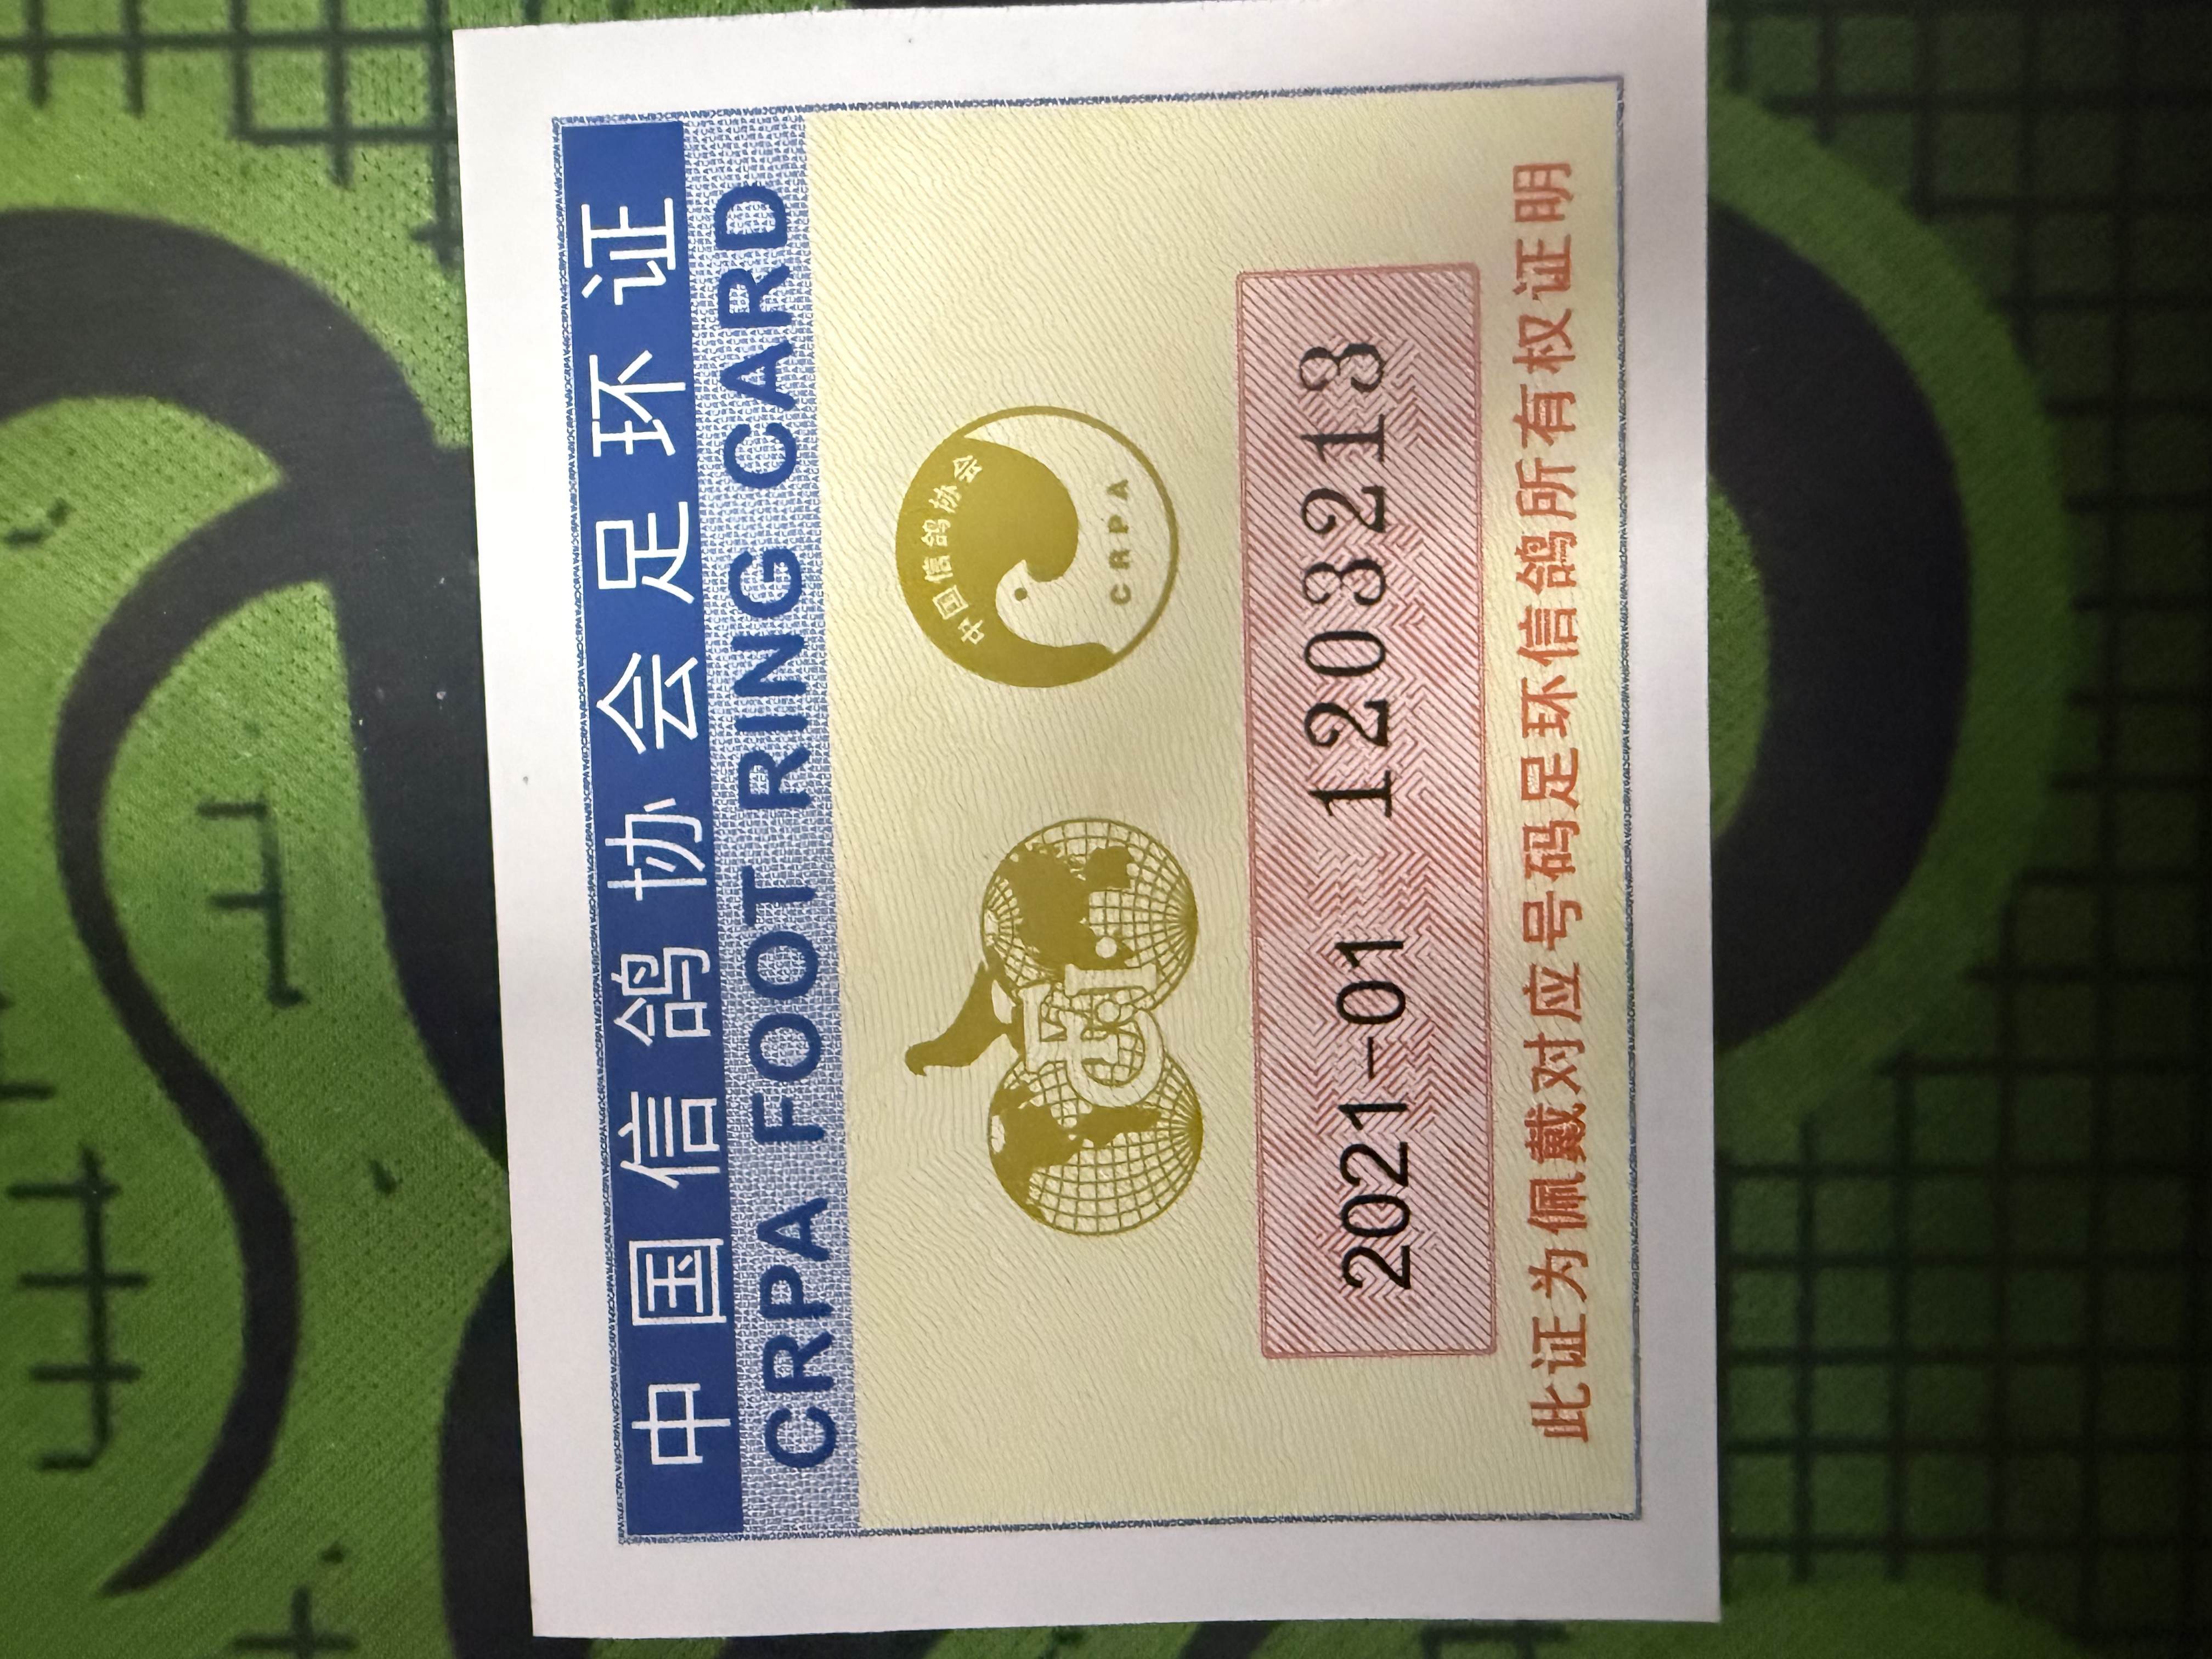 中国信鸽协会足环证
CRPA FOOT RING CARD
FCI
中国信鸽协会
CRPA
2021-01 1203213
此证为佩戴对应号码足环信鸽所有权证明